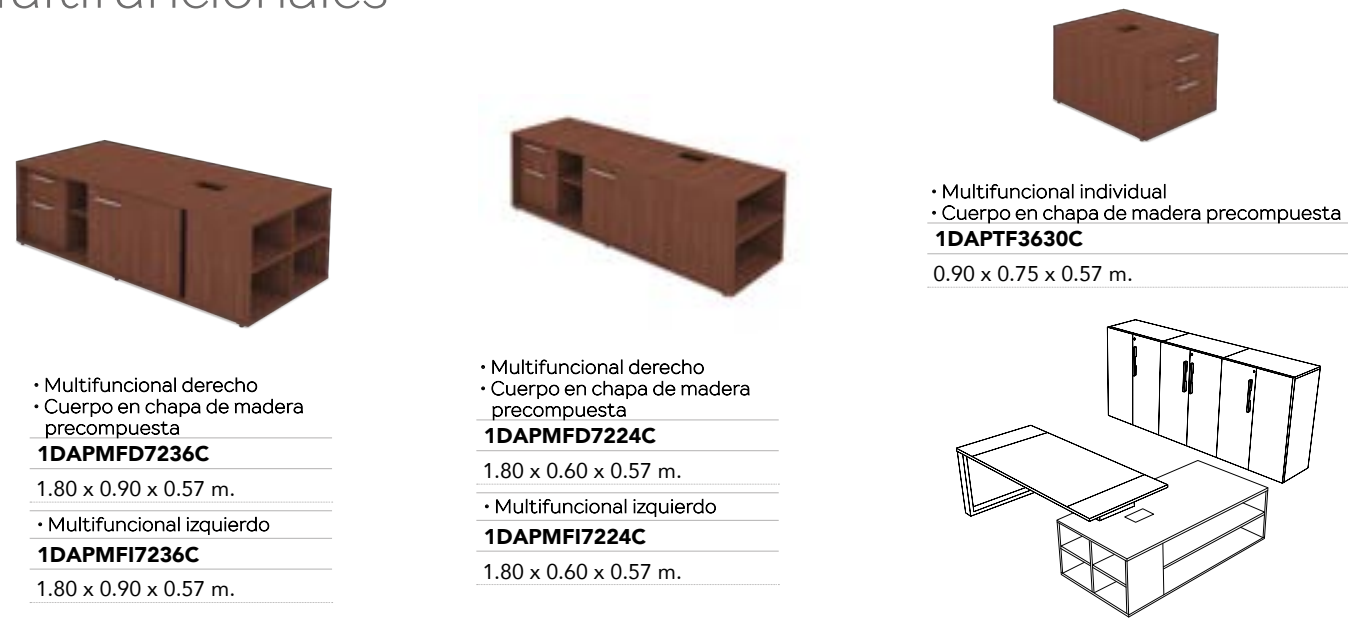 • Multifuncional derecho
• Cuerpo en chapa de madera
precompuesta
1DAPMFD7236C
1.80 x 0.90 x 0.57 m.
• Multifuncional izquierdo
1DAPMFI7236C
1.80 x 0.90 x 0.57 m.
• Multifuncional derecho
• Cuerpo en chapa de madera
precompuesta
1DAPMFD7224C
1.80 x 0.60 x 0.57 m.
• Multifuncional izquierdo
1DAPMFI7224C
1.80 x 0.60 x 0.57 m.
• Multifuncional individual
• Cuerpo en chapa de madera precompuesta
1DAPTF3630C
0.90 x 0.75 x 0.57 m.